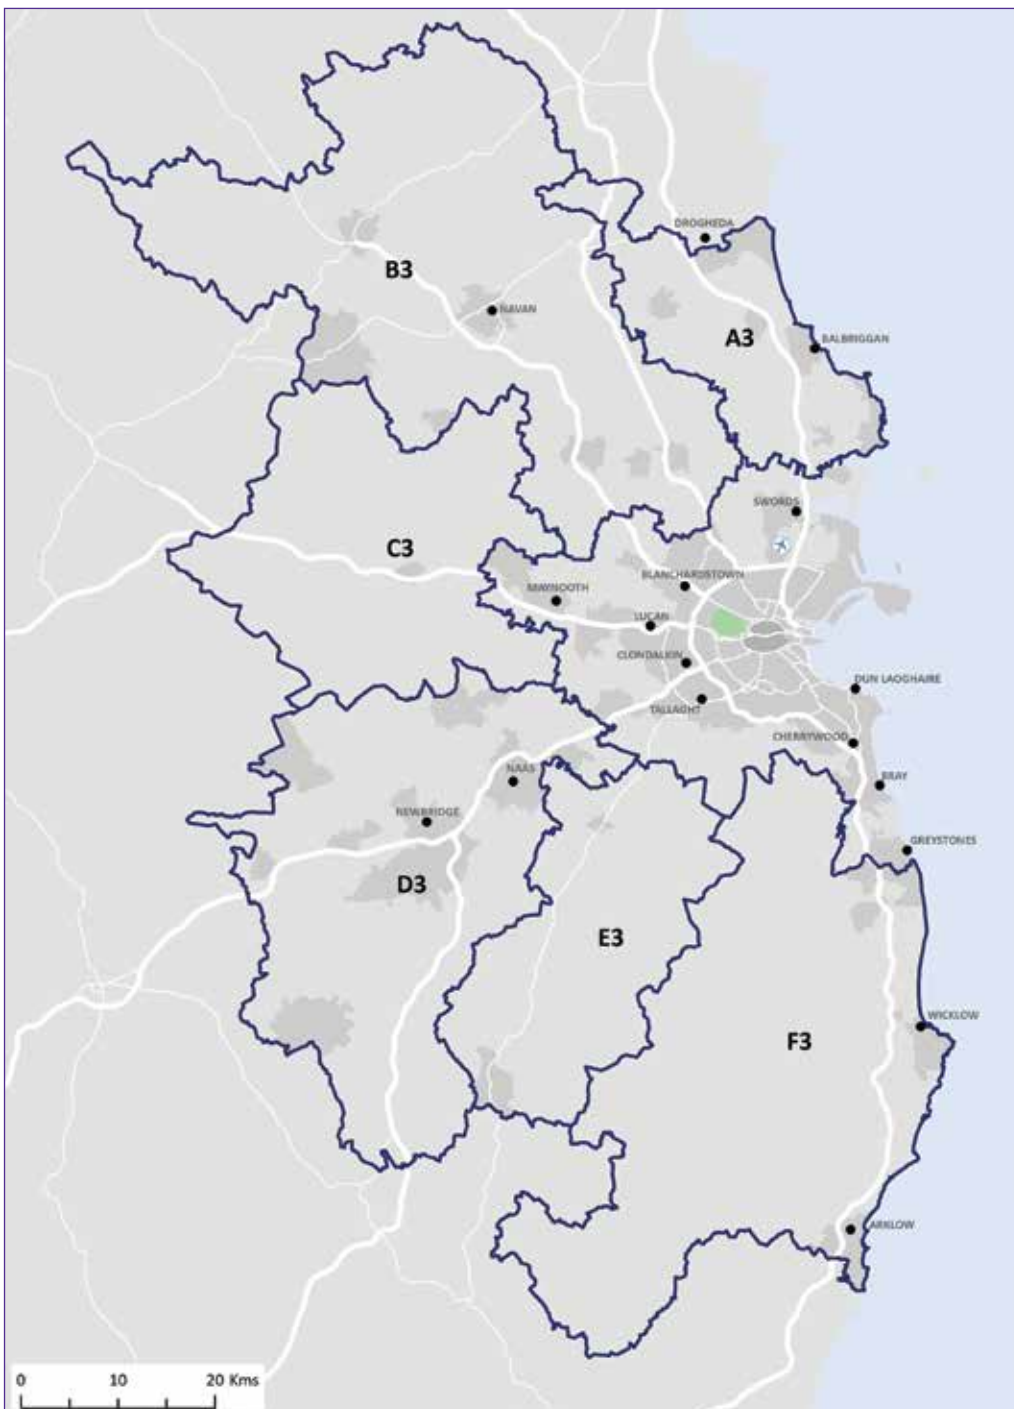 DROGHEDA
B3
NAVAN
A3
BALBRIGGAN
SWORDS
C3
BLANCHARDSTOWN
MAYNOOTH
LUCAN
CLONDALKIN
DUN LAOGHAIRE
TALLAGHT
CHERRYWOOD
NAAS
BRAY
NEWBRIDGE
GREYSTONES
D3
E3
WICKLOW
F3
ARKLOW
0 10 20 Kms